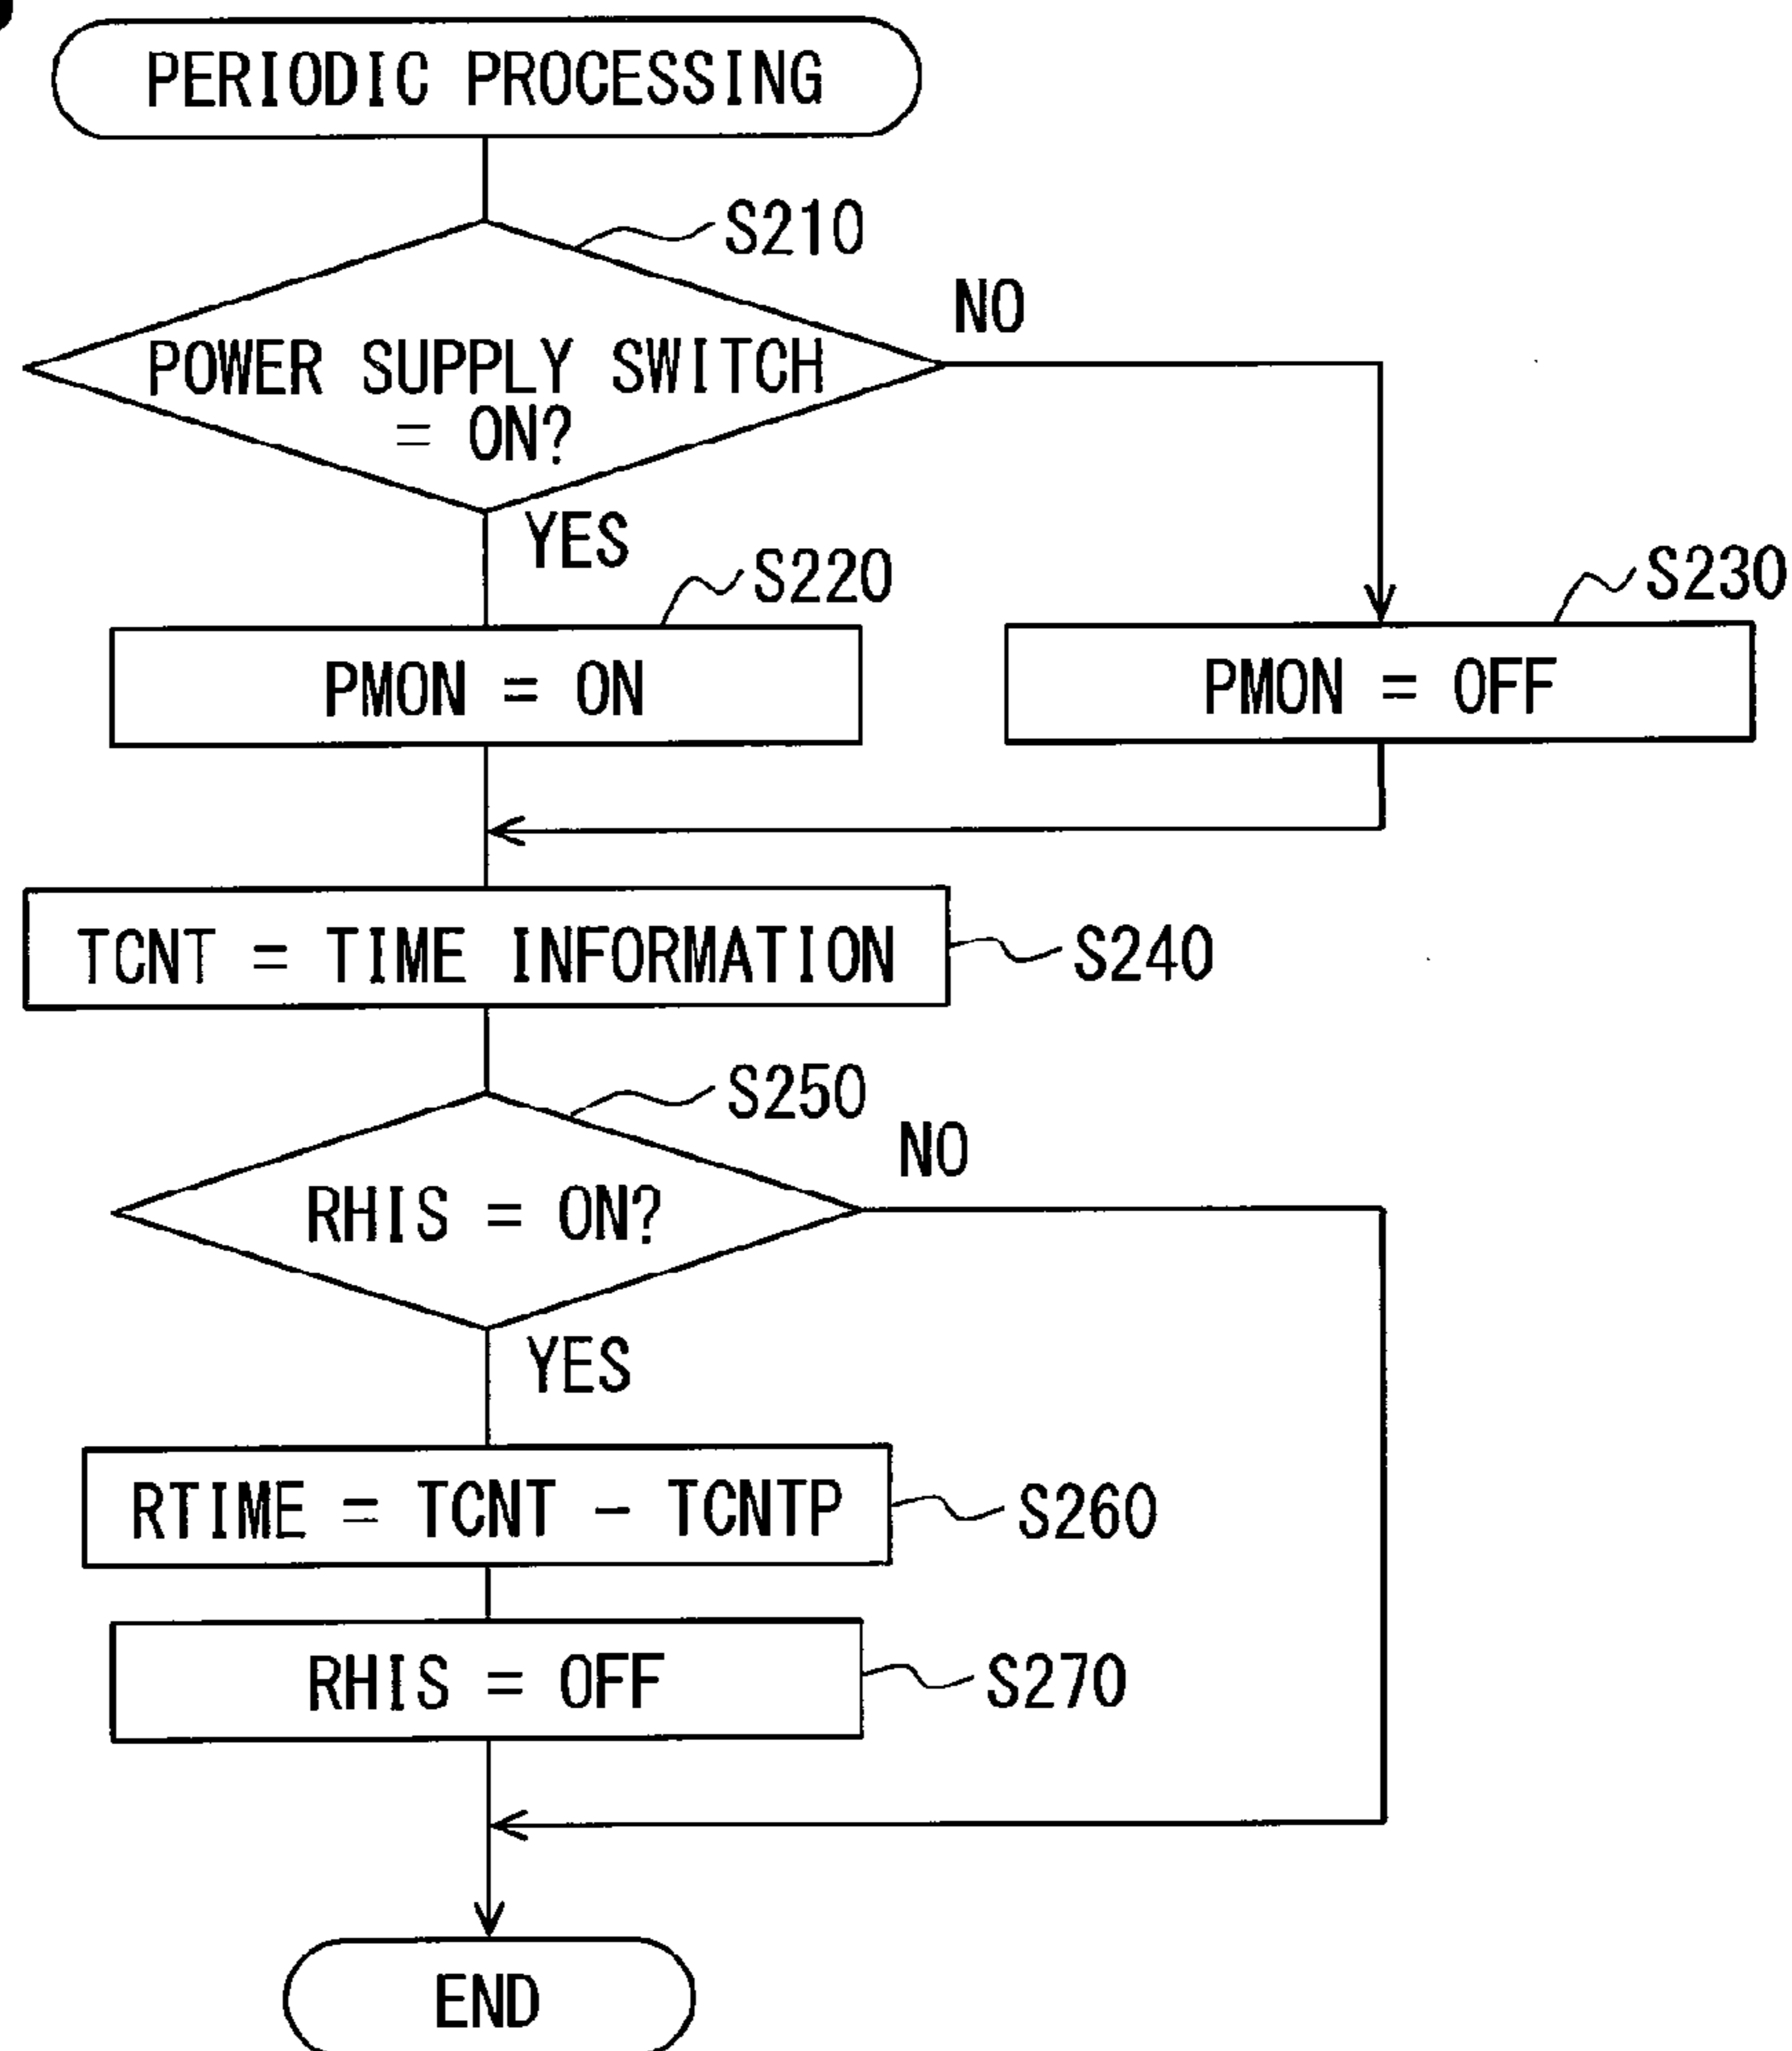 PERIODIC PROCESSING
S210
POWER SUPPLY SWITCH
= ON?
NO
YES
S220
PMON = ON
S230
PMON = OFF
TCNT = TIME INFORMATION
S240
S250
RHIS = ON?
NO
YES
RTIME = TCNT - TCNTP
S260
RHIS = OFF
S270
END